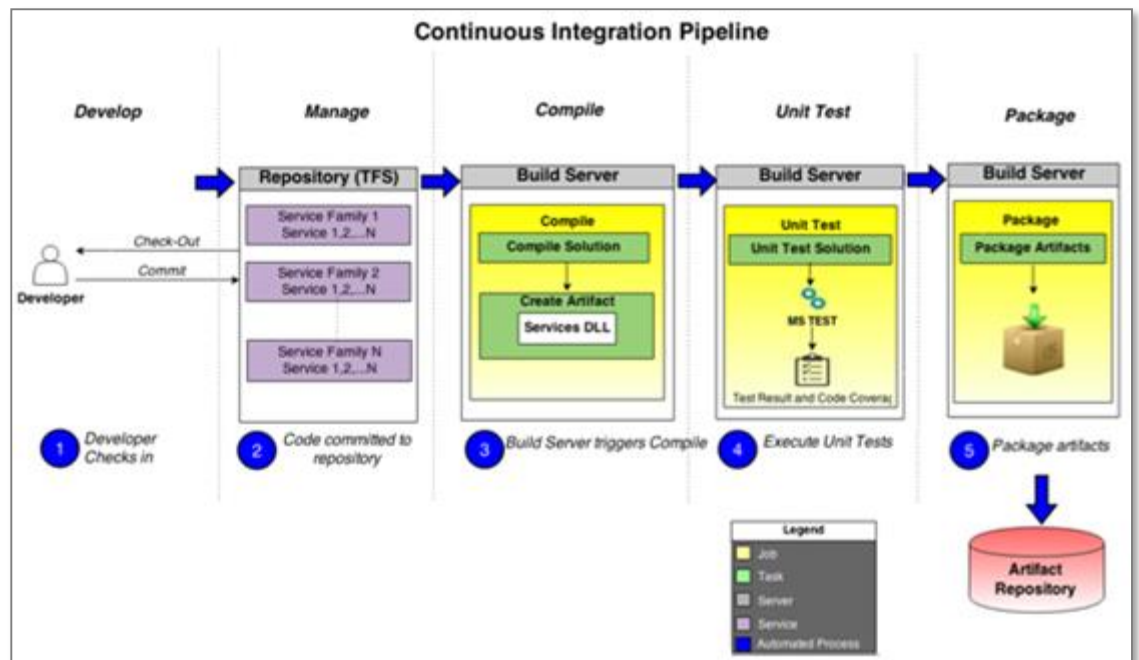 Continuous Integration Pipeline
Develop
Manage
Compile
Unit Test
Package
Repository (TFS)
Build Server
Build Server
Build Server
Service Family 1
Service 1,2,...N
Service Family 2
Service 1,2,...N
Service Family N
Service 1,2,...N
Check-Out
Commit
Developer
Compile
Compile Solution
Create Artifact
Services DLL
Unit Test
Unit Test Solution
MS TEST
Test Result and Code Coverag
Package
Package Artifacts
1
Developer
Checks in
2
Code committed to
repository
3
Build Server triggers Compile
4
Execute Unit Tests
5
Package artifacts
Legend
Job
Task
Server
Service
Automated Process
Artifact
Repository